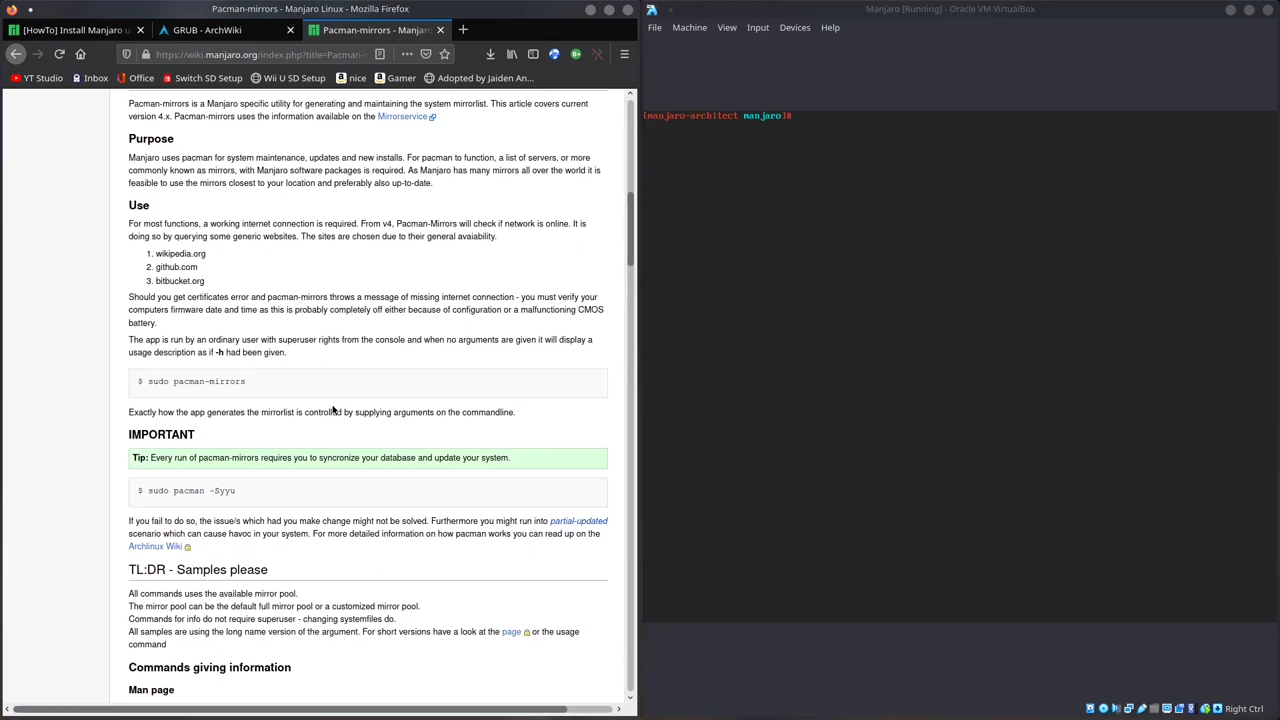 Pacman-mirrors - Manjaro Linux - Mozilla Firefox
[HowTo] Install Manjaro u
GRUB - ArchWiki
Pacman-mirrors - Manjaro
https://wiki.manjaro.org/index.php?title=Pacman-
YT Studio
Inbox
Office
Switch SD Setup
Wii U SD Setup
nice
Gamer
Adopted by Jaiden An...
Pacman-mirrors is a Manjaro specific utility for generating and maintaining the system mirrorlist. This article covers current
version 4.x. Pacman-mirrors uses the information available on the Mirrorservice
Purpose
Manjaro uses pacman for system maintenance, updates and new installs. For pacman to function, a list of servers, or more
commonly known as mirrors, with Manjaro software packages is required. As Manjaro has many mirrors all over the world it is
feasible to use the mirrors closest to your location and preferably also up-to-date.
Use
For most functions, a working internet connection is required. From v4, Pacman-Mirrors will check if network is online. It is
doing so by querying some generic websites. The sites are chosen due to their general avaiability.
1. wikipedia.org
2. github.com
3. bitbucket.org
Should you get certificates error and pacman-mirrors throws a message of missing internet connection - you must verify your
computers firmware date and time as this is probably completely off either because of configuration or a malfunctioning CMOS
battery.
The app is run by an ordinary user with superuser rights from the console and when no arguments are given it will display a
usage description as if -h had been given.
$ sudo pacman-mirrors
Exactly how the app generates the mirrorlist is controlled by supplying arguments on the commandline.
IMPORTANT
Tip: Every run of pacman-mirrors requires you to syncronize your database and update your system.
$ sudo pacman -Syyu
If you fail to do so, the issue/s which had you make change might not be solved. Furthermore you might run into partial-updated
scenario which can cause havoc in your system. For more detailed information on how pacman works you can read up on the
Archlinux Wiki
TL:DR - Samples please
All commands uses the available mirror pool.
The mirror pool can be the default full mirror pool or a customized mirror pool.
Commands for info do not require superuser - changing systemfiles do.
All samples are using the long name version of the argument. For short versions have a look at the page or the usage
command
Commands giving information
Man page
Manjaro [Running] - Oracle VM VirtualBox
File Machine View Input Devices Help
[manjaro-architect manjaro]#
Right Ctrl